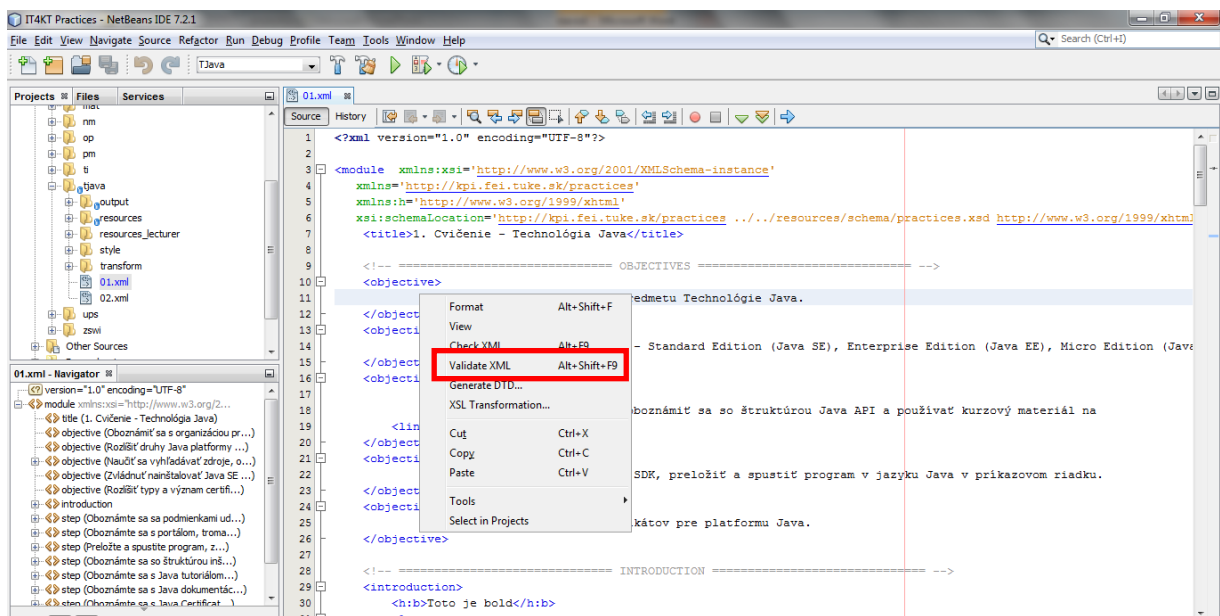 IT4KT Practices - NetBeans IDE 7.2.1
File Edit View Navigate Source Refactor Run Debug Profile Team Tools Window Help
Search (Ctrl+I)
TJava
Projects Files Services
nm
op
pm
ti
tjava
output
resources
resources_lecturer
style
transform
01.xml
02.xml
ups
zswi
Other Sources
01.xml - Navigator
version="1.0" encoding="UTF-8"
module xmlns:xsi="http://www.w3.org/2...
title (1. Cvičenie - Technológia Java)
objective (Oboznámiť sa s organizáciou pr...)
objective (Rozlíšiť druhy Java platformy ...)
objective (Naučiť sa vyhľadávať zdroje, o...)
objective (Zvládnuť nainštalovať Java SE ...)
objective (Rozlíšiť typy a význam certifi...)
introduction
step (Oboznámte sa sa podmienkami ud...)
step (Oboznámte sa s portálom, troma...)
step (Preložte a spustite program, z...)
step (Oboznámte sa so štruktúrou inš...)
step (Oboznámte sa s Java tutoriálom...)
step (Oboznámte sa s Java dokumentác...)
step (Oboznámte sa s Java Certificat...)
01.xml
Source History
1 <?xml version="1.0" encoding="UTF-8"?>
2
3 <module xmlns:xsi='http://www.w3.org/2001/XMLSchema-instance'
4 xmlns='http://kpi.fei.tuke.sk/practices'
5 xmlns:h='http://www.w3.org/1999/xhtml'
6 xsi:schemaLocation='http://kpi.fei.tuke.sk/practices ../../resources/schema/practices.xsd http://www.w3.org/1999/xhtml
7 <title>1. Cvičenie - Technológia Java</title>
8
9 <!-- ============================== OBJECTIVES ============================== -->
10 <objective>
11 redmetu Technológie Java.
12 </object
13 <objecti
14 - Standard Edition (Java SE), Enterprise Edition (Java EE), Micro Edition (Java
15 </object
16 <objecti
17
18 boznámiť sa so štruktúrou Java API a používať kurzový materiál na
19 <lin
20 </object
21 <objecti
22 SDK, preložiť a spustiť program v jazyku Java v príkazovom riadku.
23 </object
24 <objecti
25 kátov pre platformu Java.
26 </objective>
27
28 <!-- ============================== INTRODUCTION ============================== -->
29 <introduction>
30 <h:b>Toto je bold</h:b>
Format Alt+Shift+F
View
Check XML Alt+F9
Validate XML Alt+Shift+F9
Generate DTD...
XSL Transformation...
Cut Ctrl+X
Copy Ctrl+C
Paste Ctrl+V
Tools
Select in Projects